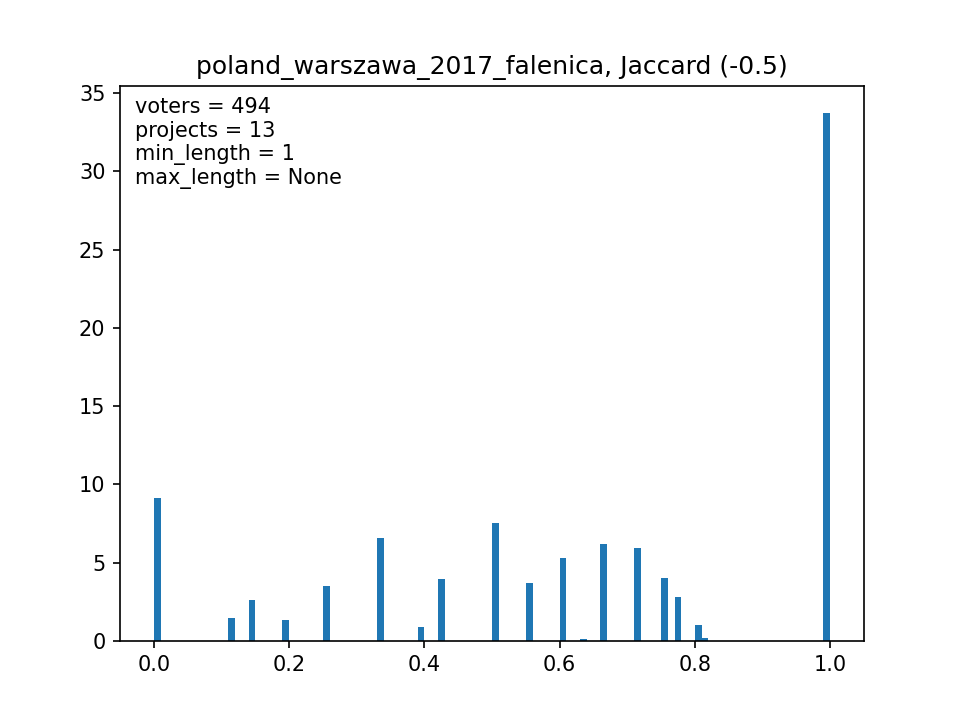 poland_warszawa_2017_falenica, Jaccard (-0.5)
35
voters = 494
projects = 13
min_length = 1
max_length = None
30
25
20
15
10
5
0
0.0 0.2 0.4 0.6 0.8 1.0